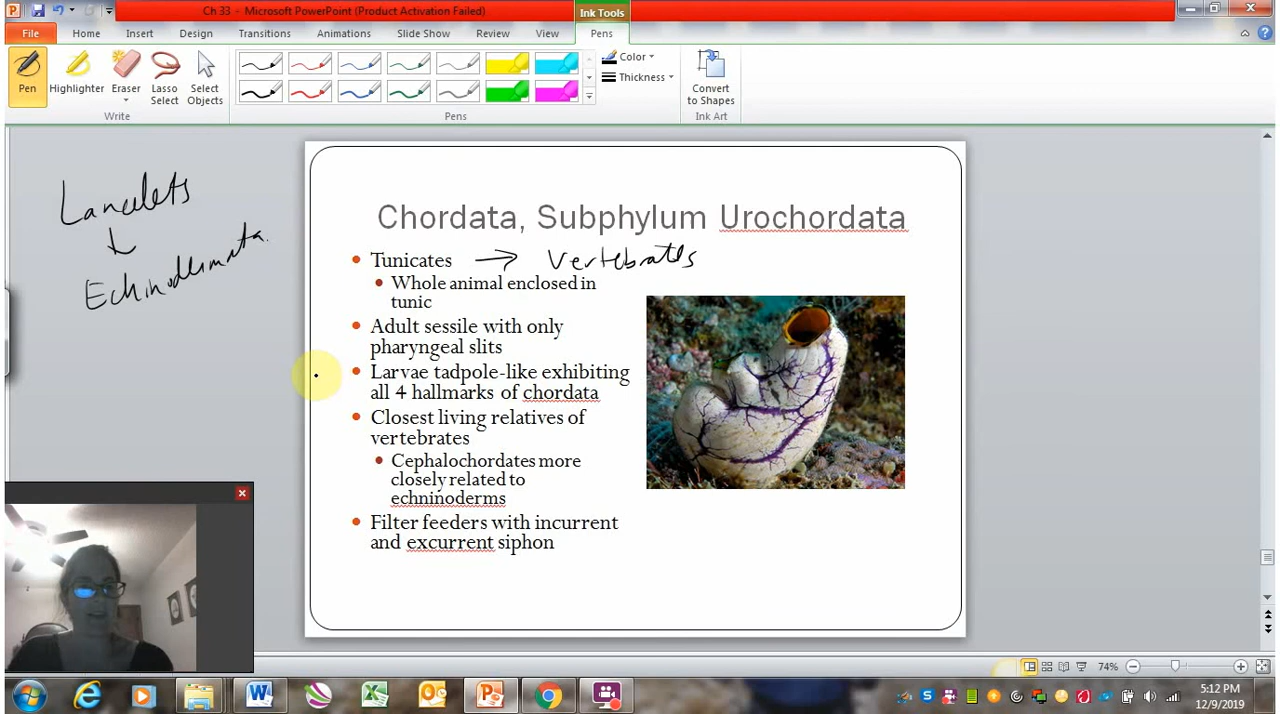 Ch 33 - Microsoft PowerPoint (Product Activation Failed)
Ink Tools
File Home Insert Design Transitions Animations Slide Show Review View Pens
Pen
Highlighter
Eraser
Lasso Select
Select Objects
Color
Thickness
Convert to Shapes
Write
Pens
Ink Art
Lancelets
↓
Echinodermata
Chordata, Subphylum Urochordata
• Tunicates → Vertebrates
• Whole animal enclosed in
tunic
• Adult sessile with only
pharyngeal slits
• Larvae tadpole-like exhibiting
all 4 hallmarks of chordata
• Closest living relatives of
vertebrates
• Cephalochordates more
closely related to
echninoderms
• Filter feeders with incurrent
and excurrent siphon
74%
5:12 PM
12/9/2019